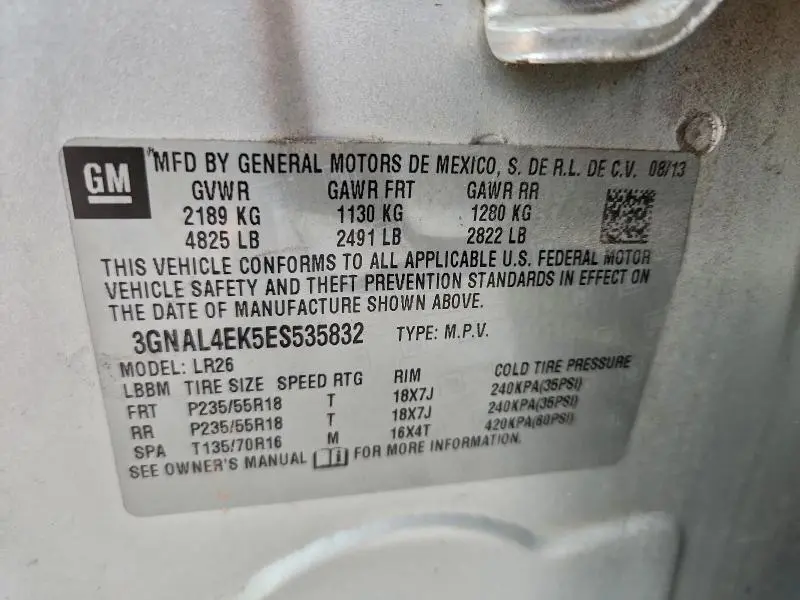 GM
MFD BY GENERAL MOTORS DE MEXICO, S. DE R.L. DE C.V. 08/13
GVWR GAWR FRT GAWR RR
2189 KG 1130 KG 1280 KG
4825 LB 2491 LB 2822 LB
THIS VEHICLE CONFORMS TO ALL APPLICABLE U.S. FEDERAL MOTOR
VEHICLE SAFETY AND THEFT PREVENTION STANDARDS IN EFFECT ON
THE DATE OF MANUFACTURE SHOWN ABOVE.
3GNAL4EK5ES535832 TYPE: M.P.V.
MODEL: LR26
LBBM TIRE SIZE SPEED RTG RIM COLD TIRE PRESSURE
FRT P235/55R18 T 18X7J 240KPA(35PSI)
RR P235/55R18 T 18X7J 240KPA(35PSI)
SPA T135/70R16 M 16X4T 420KPA(60PSI)
SEE OWNER'S MANUAL FOR MORE INFORMATION.